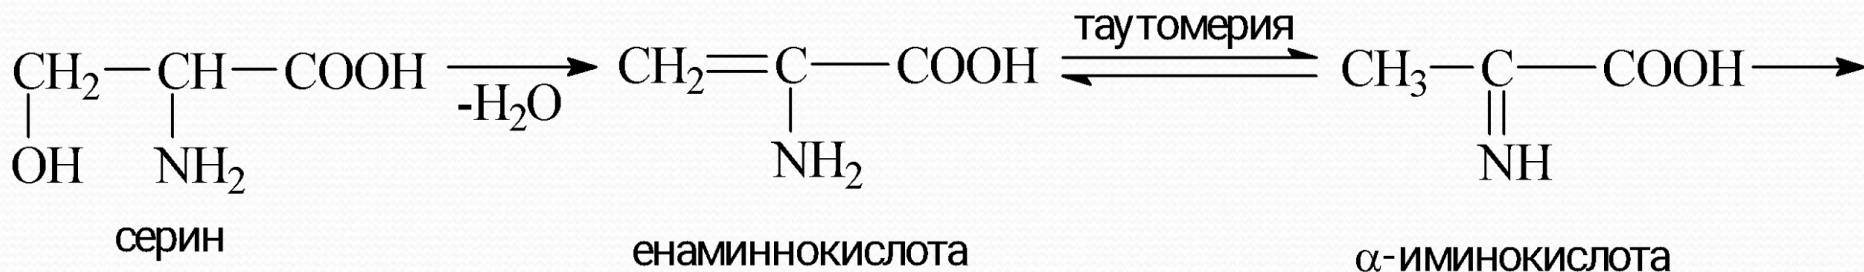 таутомерия
CH₂—CH—COOH → CH₂=C—COOH ⇌ CH₃—C—COOH →
-H₂O
OH NH₂ NH₂ NH
серин енаминнокислота α-иминокислота